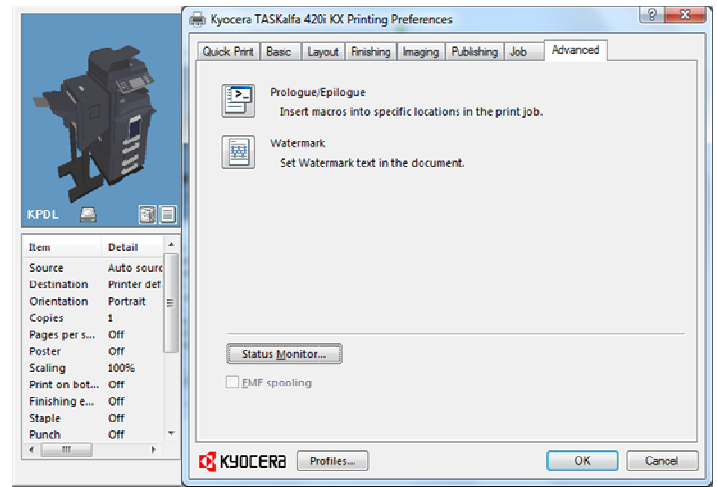 Kyocera TASKalfa 420i KX Printing Preferences
Quick Print
Basic
Layout
Finishing
Imaging
Publishing
Job
Advanced
Prologue/Epilogue
Insert macros into specific locations in the print job.
Watermark
Set Watermark text in the document.
Status Monitor...
EMF spooling
KYOCERA
Profiles...
OK
Cancel
KPDL
Item Detail
Source Auto sourc
Destination Printer def
Orientation Portrait
Copies 1
Pages per s... Off
Poster Off
Scaling 100%
Print on bot... Off
Finishing e... Off
Staple Off
Punch Off